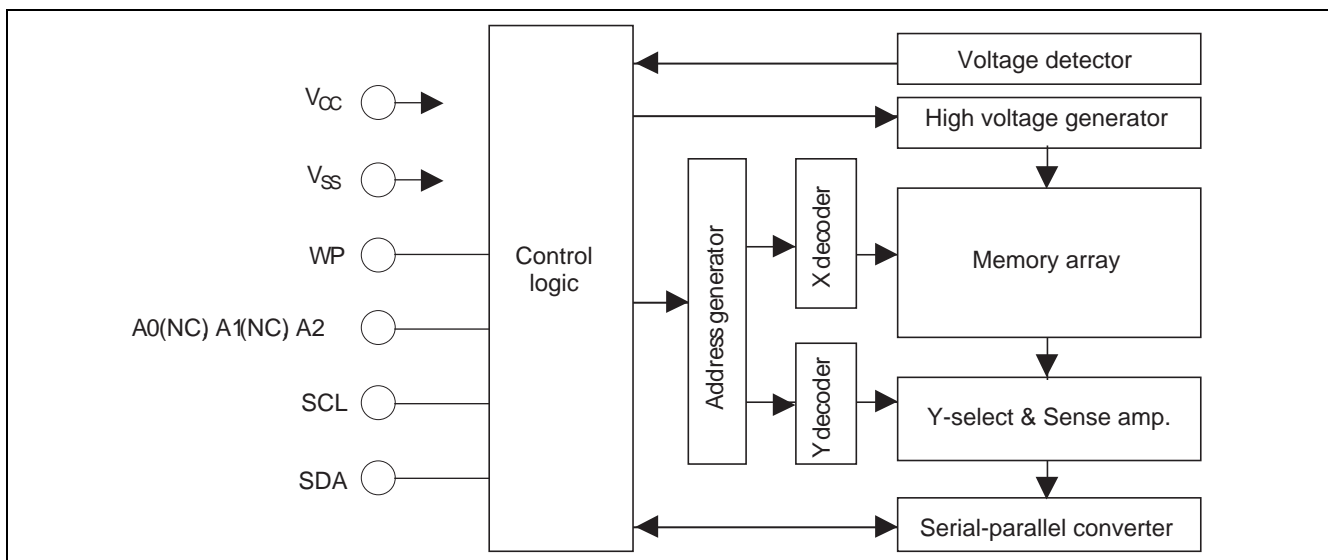 VCC
VSS
WP
A0(NC) A1(NC) A2
SCL
SDA
Control
logic
Address generator
X decoder
Y decoder
Voltage detector
High voltage generator
Memory array
Y-select & Sense amp.
Serial-parallel converter